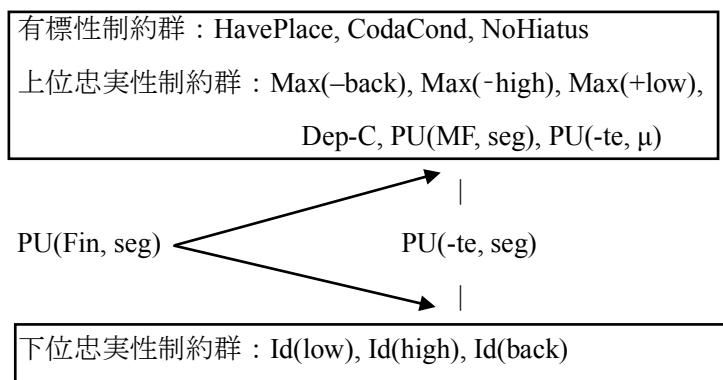 有標性制約群：HavePlace, CodaCond, NoHiatus
上位忠実性制約群：Max(–back), Max(⁻high), Max(+low),
Dep-C, PU(MF, seg), PU(-te, μ)
PU(Fin, seg) PU(-te, seg)
下位忠実性制約群：Id(low), Id(high), Id(back)